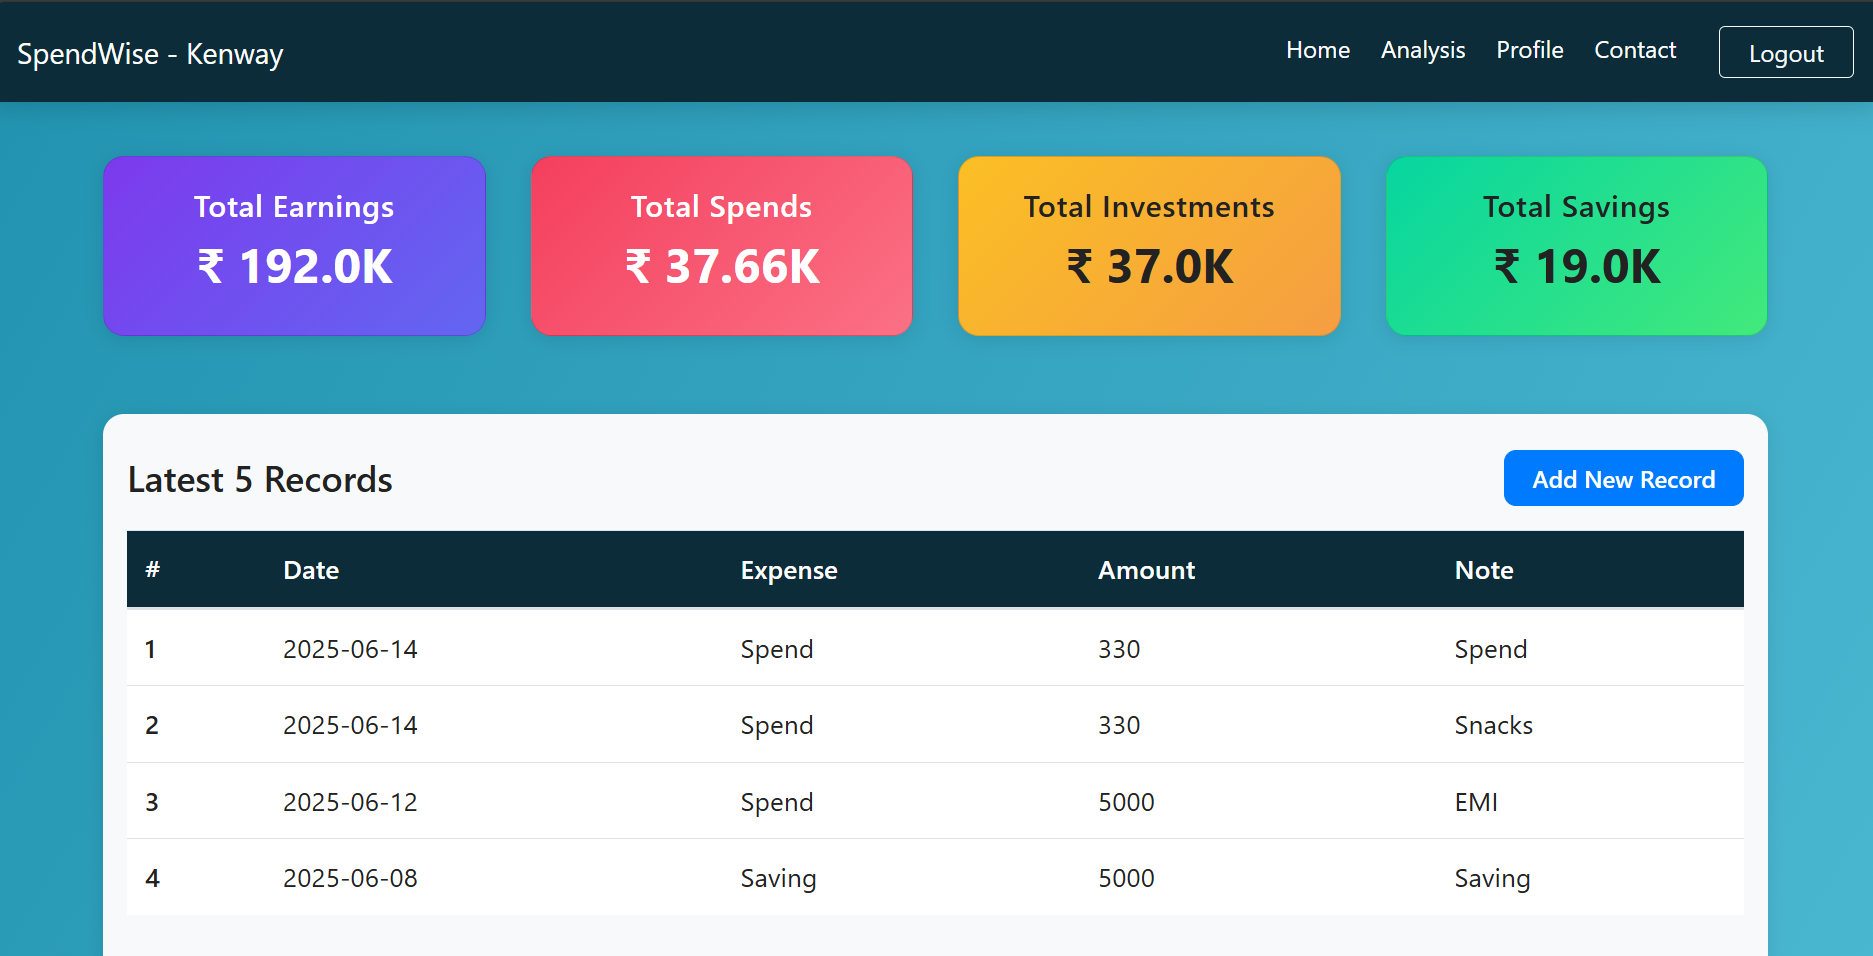 SpendWise - Kenway
Home Analysis Profile Contact Logout
Total Earnings
₹ 192.0K
Total Spends
₹ 37.66K
Total Investments
₹ 37.0K
Total Savings
₹ 19.0K
Latest 5 Records
Add New Record
# Date Expense Amount Note
1 2025-06-14 Spend 330 Spend
2 2025-06-14 Spend 330 Snacks
3 2025-06-12 Spend 5000 EMI
4 2025-06-08 Saving 5000 Saving